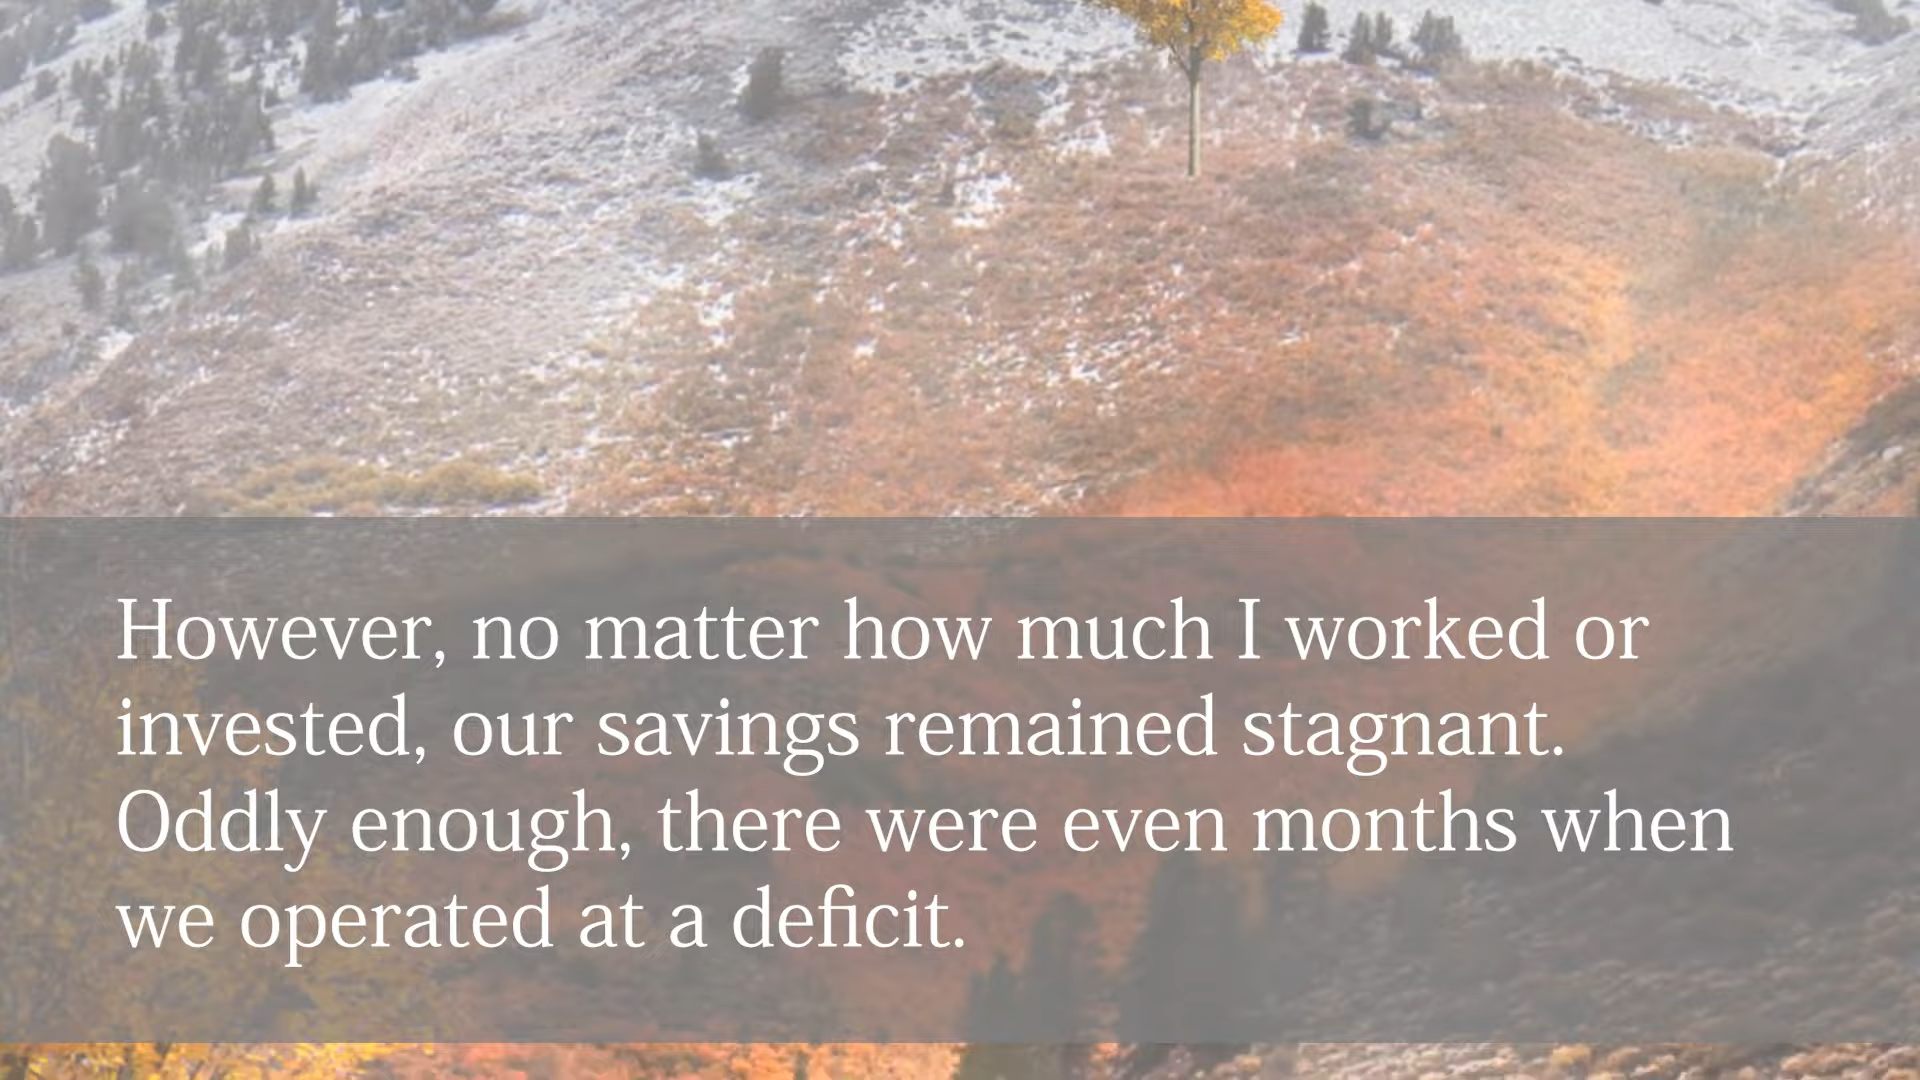 However, no matter how much I worked or
invested, our savings remained stagnant.
Oddly enough, there were even months when
we operated at a deficit.